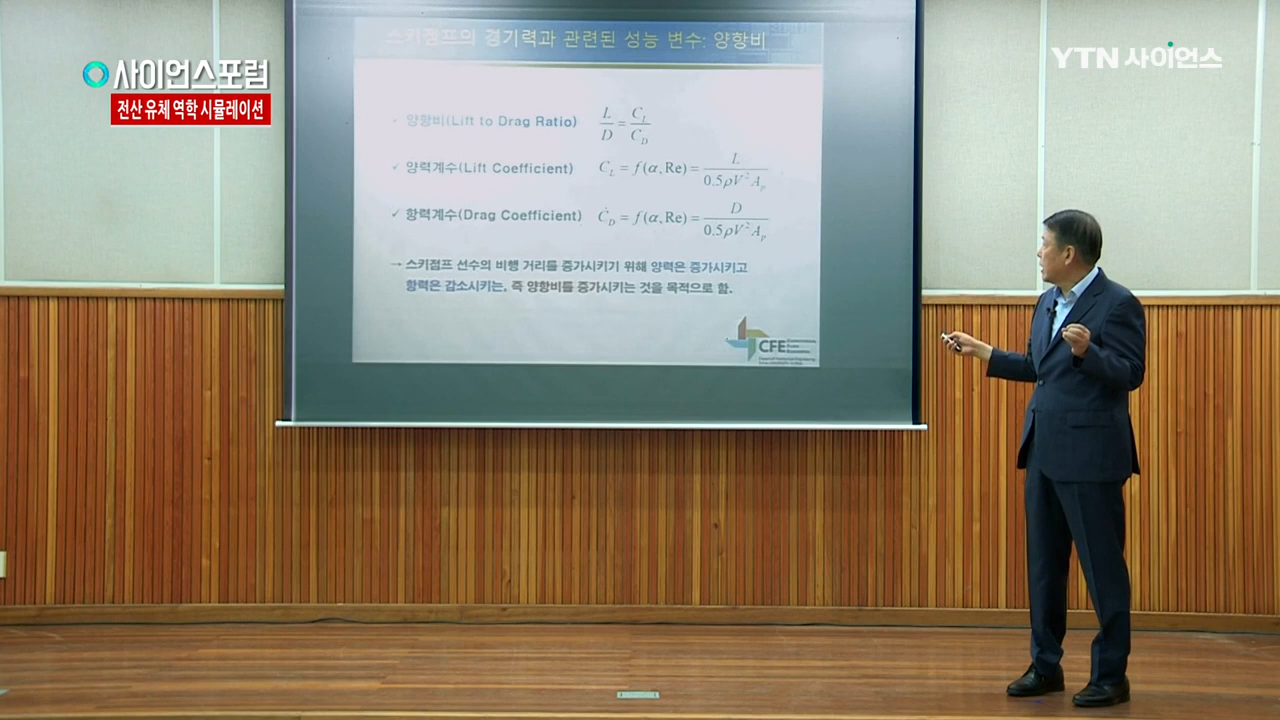 사이언스포럼
전산 유체 역학 시뮬레이션
YTN 사이언스
스키점프의 경기력과 관련된 성능 변수: 양항비
✓ 양항비(Lift to Drag Ratio) L/D = C_L/C_D
✓ 양력계수(Lift Coefficient) C_L = f(α, Re) = L/0.5ρV²A_p
✓ 항력계수(Drag Coefficient) C_D = f(α, Re) = D/0.5ρV²A_p
→ 스키점프 선수의 비행 거리를 증가시키기 위해 양력은 증가시키고
항력은 감소시키는, 즉 양항비를 증가시키는 것을 목적으로 함.
CFE